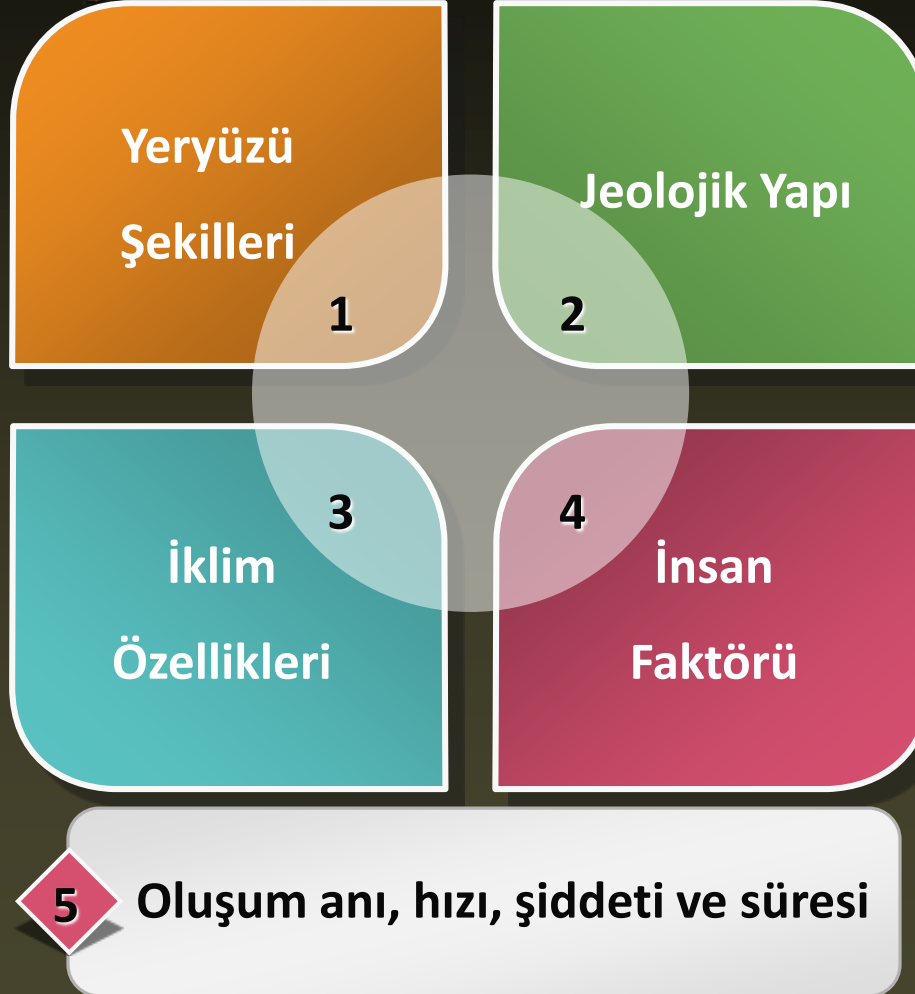 Yeryüzü
Şekilleri
1
Jeolojik Yapı
2
3
İklim
Özellikleri
4
İnsan
Faktörü
5
Oluşum anı, hızı, şiddeti ve süresi